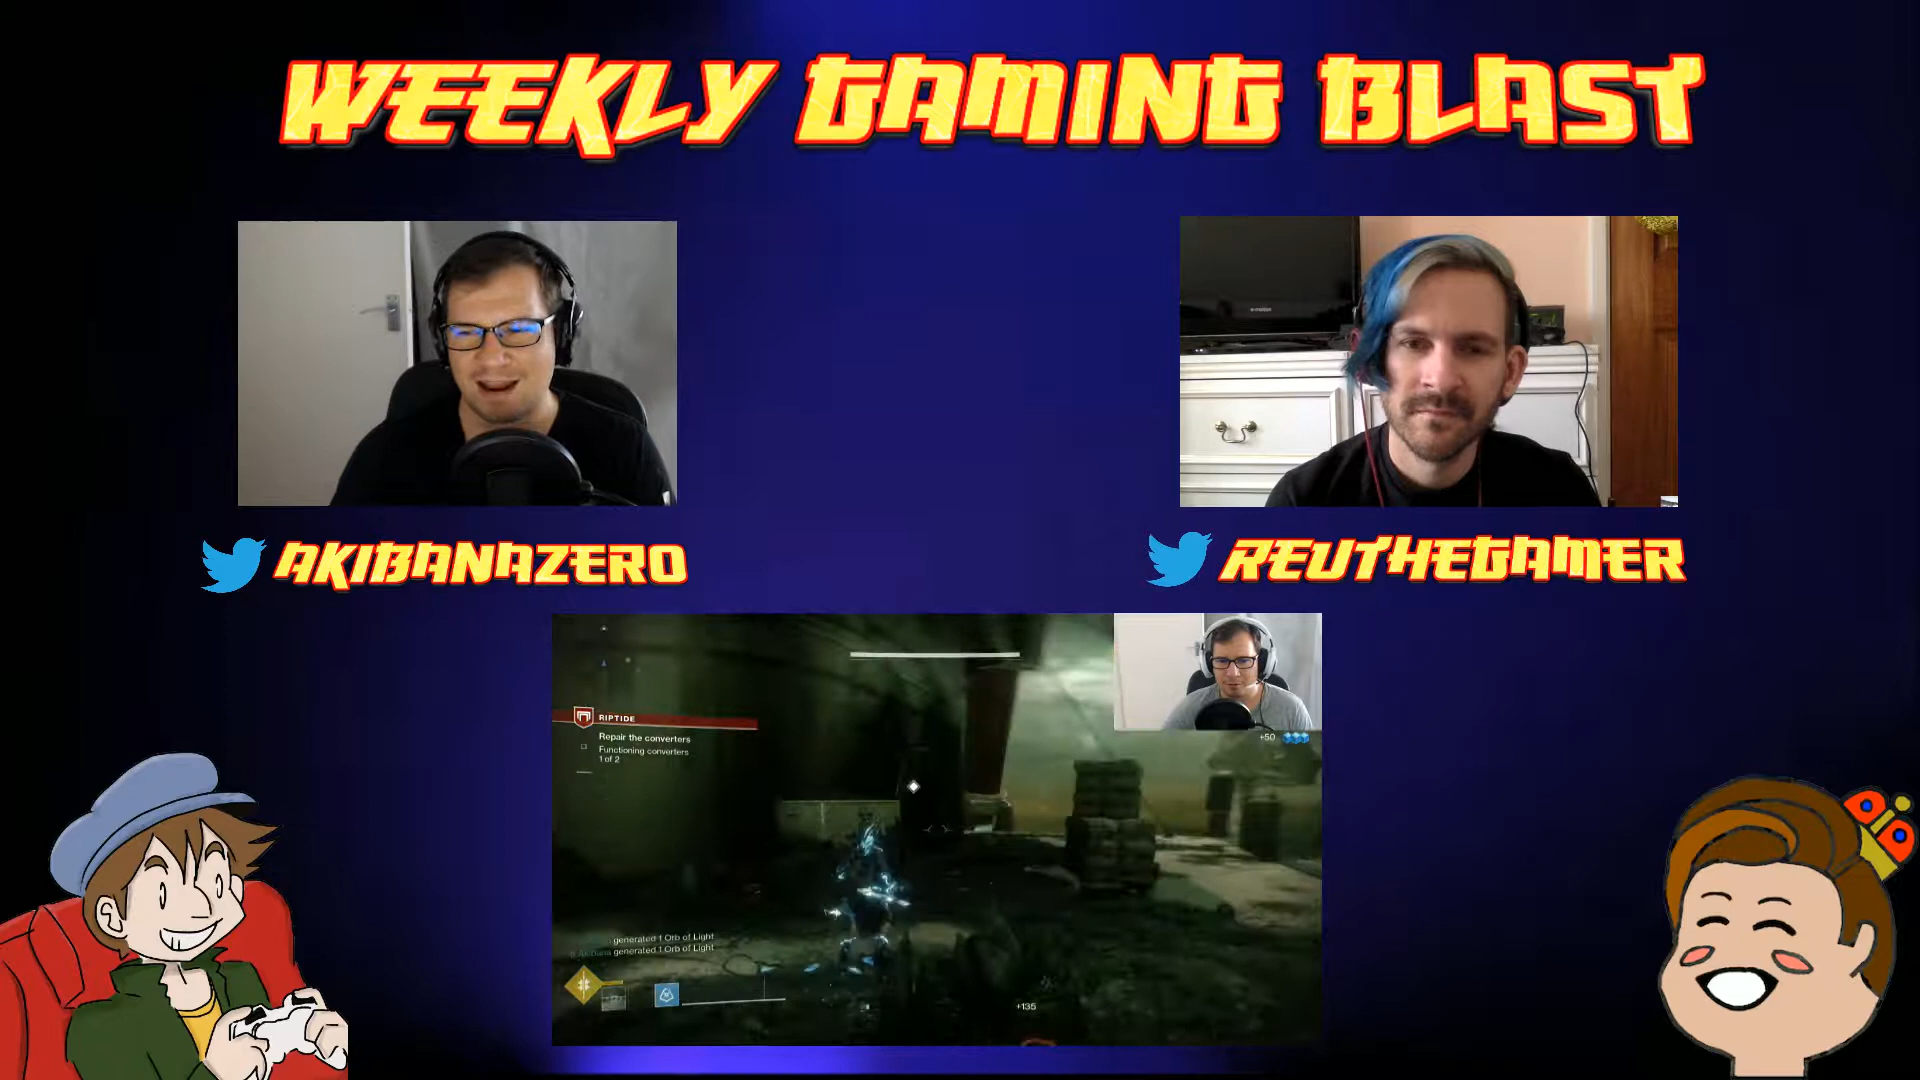 WEEKLY GAMING BLAST
AKIBANAZERO
REUTHEGAMER
RIPTIDE
Repair the converters
Functioning converters
1 of 2
+50
generated 1 Orb of Light
generated 1 Orb of Light
+135